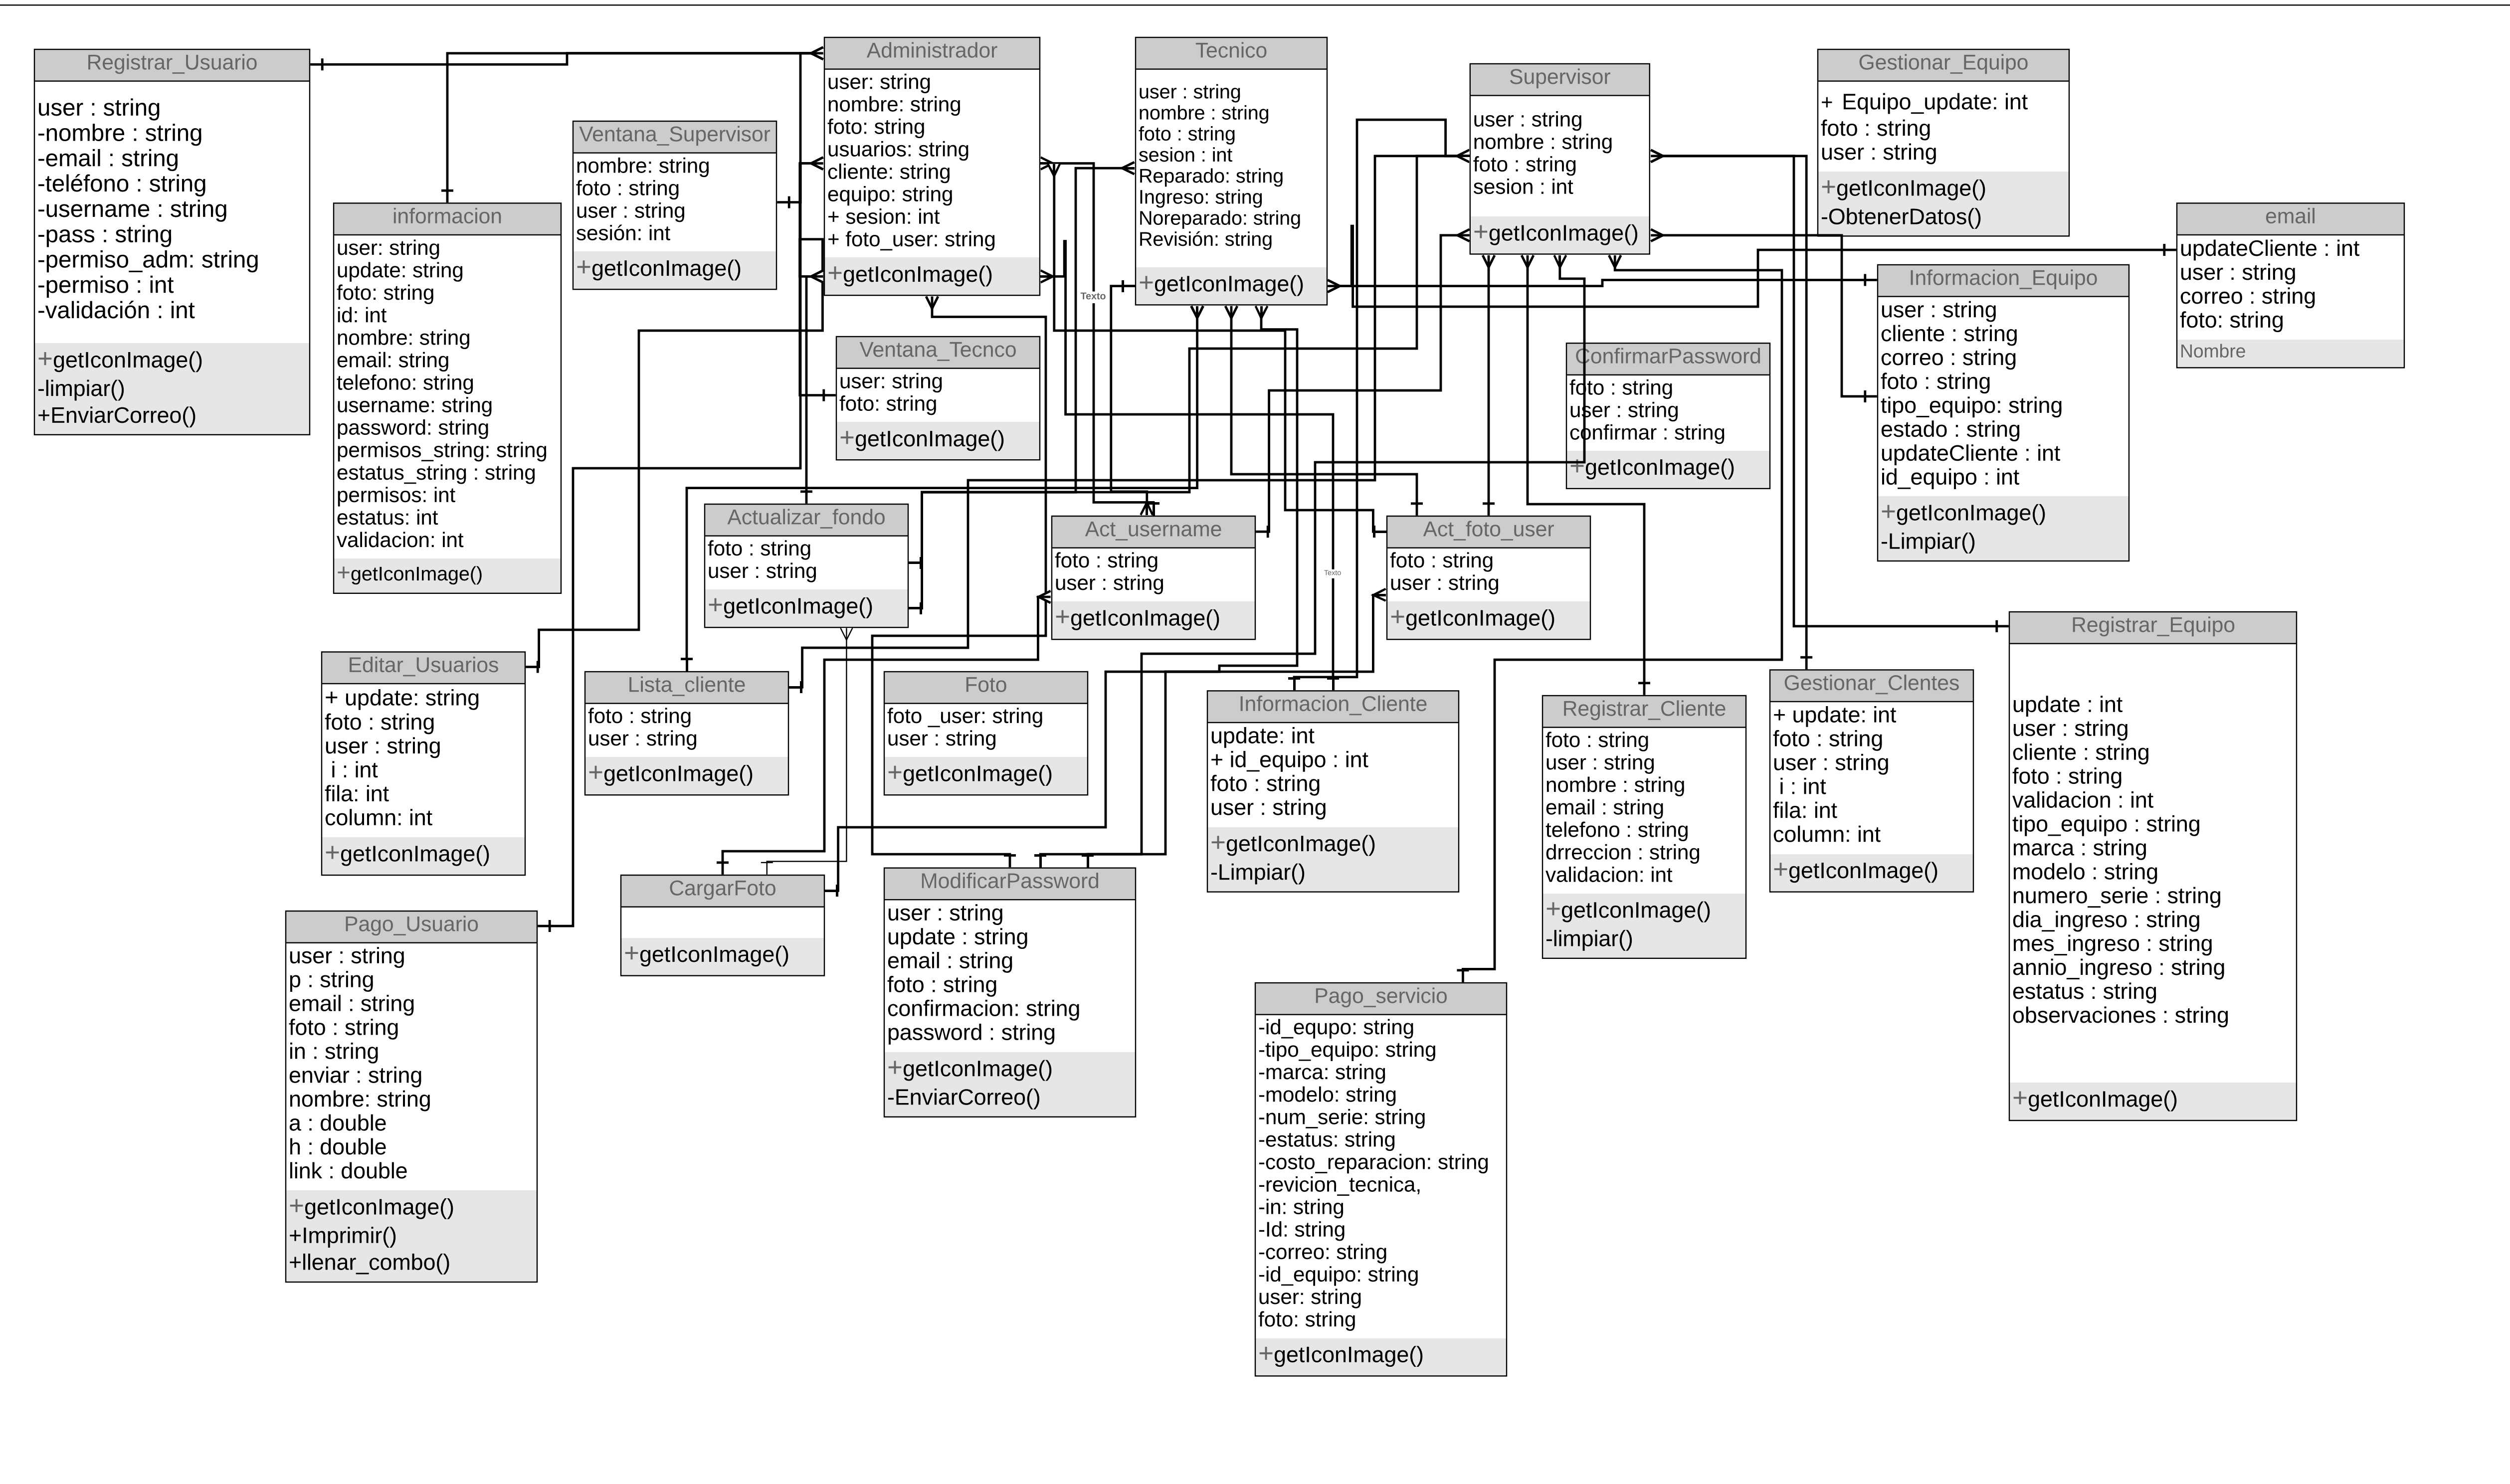 Registrar_Usuario
user : string
-nombre : string
-email : string
-teléfono : string
-username : string
-pass : string
-permiso_adm: string
-permiso : int
-validación : int
+getIconImage()
-limpiar()
+EnviarCorreo()
informacion
user: string
update: string
foto: string
id: int
nombre: string
email: string
telefono: string
username: string
password: string
permisos_string: string
estatus_string : string
permisos: int
estatus: int
validacion: int
+getIconImage()
Ventana_Supervisor
nombre: string
foto : string
user : string
sesión: int
+getIconImage()
Administrador
user: string
nombre: string
foto: string
usuarios: string
cliente: string
equipo: string
+ sesion: int
+ foto_user: string
+getIconImage()
Texto
Tecnico
user : string
nombre : string
foto : string
sesion : int
Reparado: string
Ingreso: string
Noreparado: string
Revisión: string
+getIconImage()
Supervisor
user : string
nombre : string
foto : string
sesion : int
+getIconImage()
Gestionar_Equipo
+ Equipo_update: int
foto : string
user : string
+getIconImage()
-ObtenerDatos()
email
updateCliente : int
user : string
correo : string
foto: string
Nombre
Informacion_Equipo
user : string
cliente : string
correo : string
foto : string
tipo_equipo: string
estado : string
updateCliente : int
id_equipo : int
+getIconImage()
-Limpiar()
Ventana_Tecnco
user: string
foto: string
+getIconImage()
ConfirmarPassword
foto : string
user : string
confirmar : string
+getIconImage()
Actualizar_fondo
foto : string
user : string
+getIconImage()
Act_username
foto : string
user : string
+getIconImage()
Texto
Act_foto_user
foto : string
user : string
+getIconImage()
Editar_Usuarios
+ update: string
foto : string
user : string
i : int
fila: int
column: int
+getIconImage()
Lista_cliente
foto : string
user : string
+getIconImage()
Foto
foto _user: string
user : string
+getIconImage()
Informacion_Cliente
update: int
+ id_equipo : int
foto : string
user : string
+getIconImage()
-Limpiar()
Registrar_Cliente
foto : string
user : string
nombre : string
email : string
telefono : string
drreccion : string
validacion: int
+getIconImage()
-limpiar()
Gestionar_Clentes
+ update: int
foto : string
user : string
i : int
fila: int
column: int
+getIconImage()
Registrar_Equipo
update : int
user : string
cliente : string
foto : string
validacion : int
tipo_equipo : string
marca : string
modelo : string
numero_serie : string
dia_ingreso : string
mes_ingreso : string
annio_ingreso : string
estatus : string
observaciones : string
+getIconImage()
Pago_Usuario
user : string
p : string
email : string
foto : string
in : string
enviar : string
nombre: string
a : double
h : double
link : double
+getIconImage()
+Imprimir()
+llenar_combo()
CargarFoto
+getIconImage()
ModificarPassword
user : string
update : string
email : string
foto : string
confirmacion: string
password : string
+getIconImage()
-EnviarCorreo()
Pago_servicio
-id_equpo: string
-tipo_equipo: string
-marca: string
-modelo: string
-num_serie: string
-estatus: string
-costo_reparacion: string
-revicion_tecnica,
-in: string
-Id: string
-correo: string
-id_equipo: string
user: string
foto: string
+getIconImage()